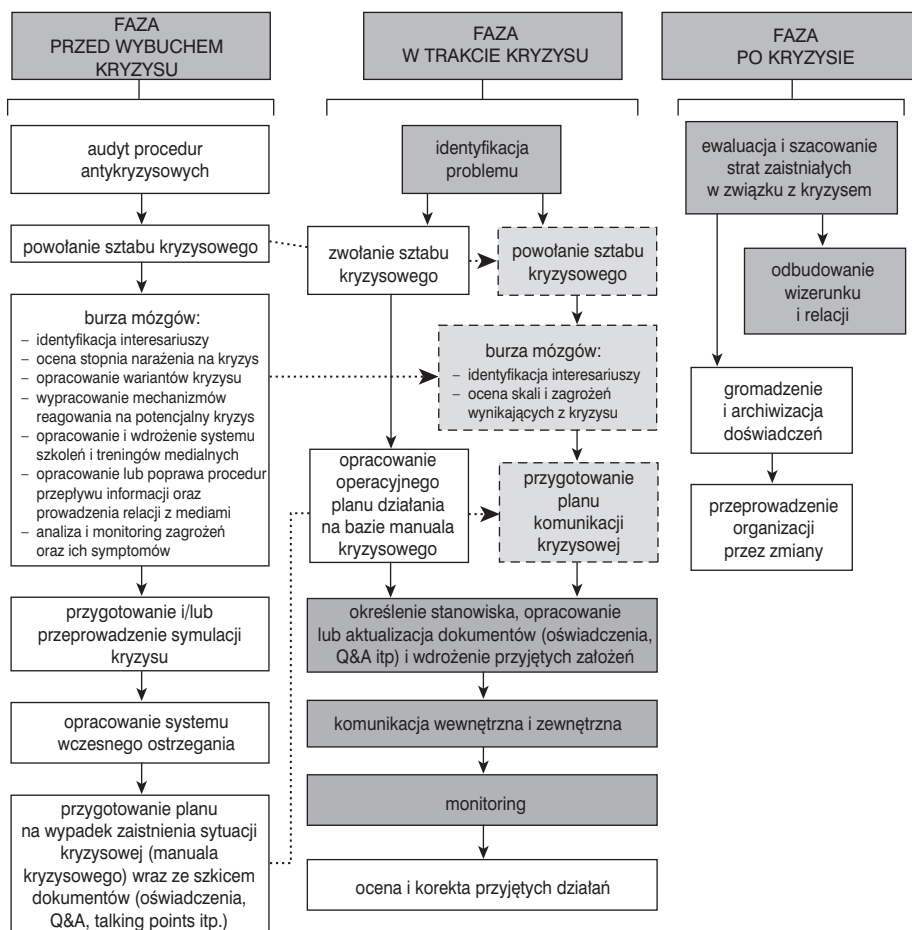 FAZA
PRZED WYBUCHEM
KRYZYSU
audyt procedur
antykryzysowych
powołanie sztabu kryzysowego
burza mózgów:
– identyfikacja interesariuszy
– ocena stopnia narażenia na kryzys
– opracowanie wariantów kryzysu
– wypracowanie mechanizmów
reagowania na potencjalny kryzys
– opracowanie i wdrożenie systemu
szkoleń i treningów medialnych
– opracowanie lub poprawa procedur
przepływu informacji oraz
prowadzenia relacji z mediami
– analiza i monitoring zagrożeń
oraz ich symptomów
przygotowanie i/lub
przeprowadzenie symulacji
kryzysu
opracowanie systemu
wczesnego ostrzegania
przygotowanie planu
na wypadek zaistnienia sytuacji
kryzysowej (manuala
kryzysowego) wraz ze szkicem
dokumentów (oświadczenia,
Q&A, talking points itp.)
FAZA
W TRAKCIE KRYZYSU
identyfikacja
problemu
zwołanie sztabu
kryzysowego
powołanie sztabu
kryzysowego
burza mózgów:
– identyfikacja interesariuszy
– ocena skali i zagrożeń
wynikających z kryzysu
opracowanie
operacyjnego
planu działania
na bazie manuala
kryzysowego
przygotowanie
planu
komunikacji
kryzysowej
określenie stanowiska, opracowanie
lub aktualizacja dokumentów (oświadczenia,
Q&A itp) i wdrożenie przyjętych założeń
komunikacja wewnętrzna i zewnętrzna
monitoring
ocena i korekta przyjętych działań
FAZA
PO KRYZYSIE
ewaluacja i szacowanie
strat zaistniałych
w związku z kryzysem
odbudowanie
wizerunku
i relacji
gromadzenie
i archiwizacja
doświadczeń
przeprowadzenie
organizacji
przez zmiany